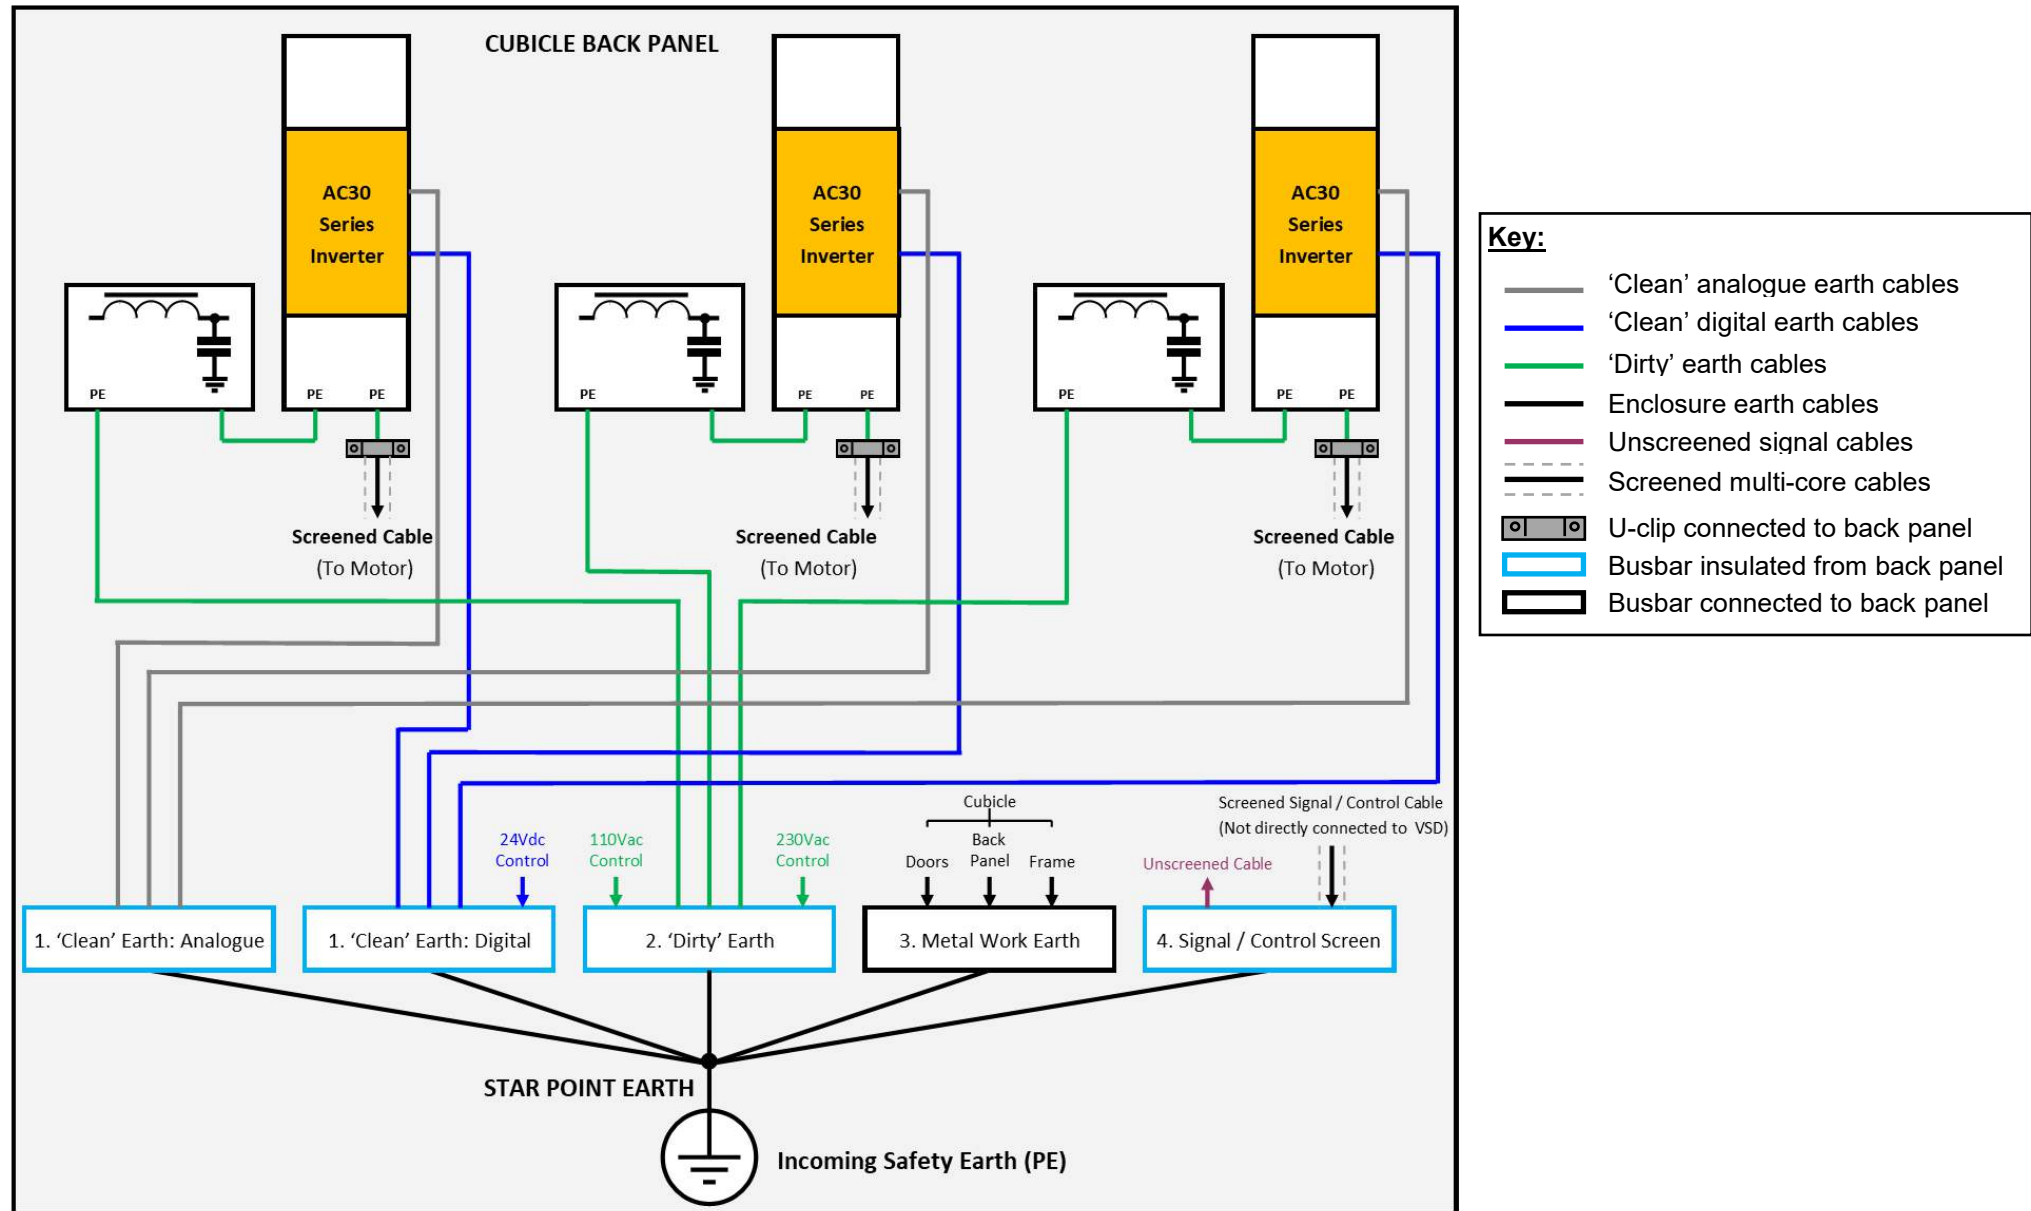 CUBICLE BACK PANEL
AC30
Series
Inverter
AC30
Series
Inverter
AC30
Series
Inverter
PE
PE
PE
PE
PE
PE
PE
PE
PE
Screened Cable
(To Motor)
Screened Cable
(To Motor)
Screened Cable
(To Motor)
Key:
‘Clean’ analogue earth cables
‘Clean’ digital earth cables
‘Dirty’ earth cables
Enclosure earth cables
Unscreened signal cables
Screened multi-core cables
U-clip connected to back panel
Busbar insulated from back panel
Busbar connected to back panel
24Vdc
Control
110Vac
Control
230Vac
Control
Cubicle
Doors
Back
Panel
Frame
Screened Signal / Control Cable
(Not directly connected to VSD)
Unscreened Cable
1. ‘Clean’ Earth: Analogue
1. ‘Clean’ Earth: Digital
2. ‘Dirty’ Earth
3. Metal Work Earth
4. Signal / Control Screen
STAR POINT EARTH
Incoming Safety Earth (PE)